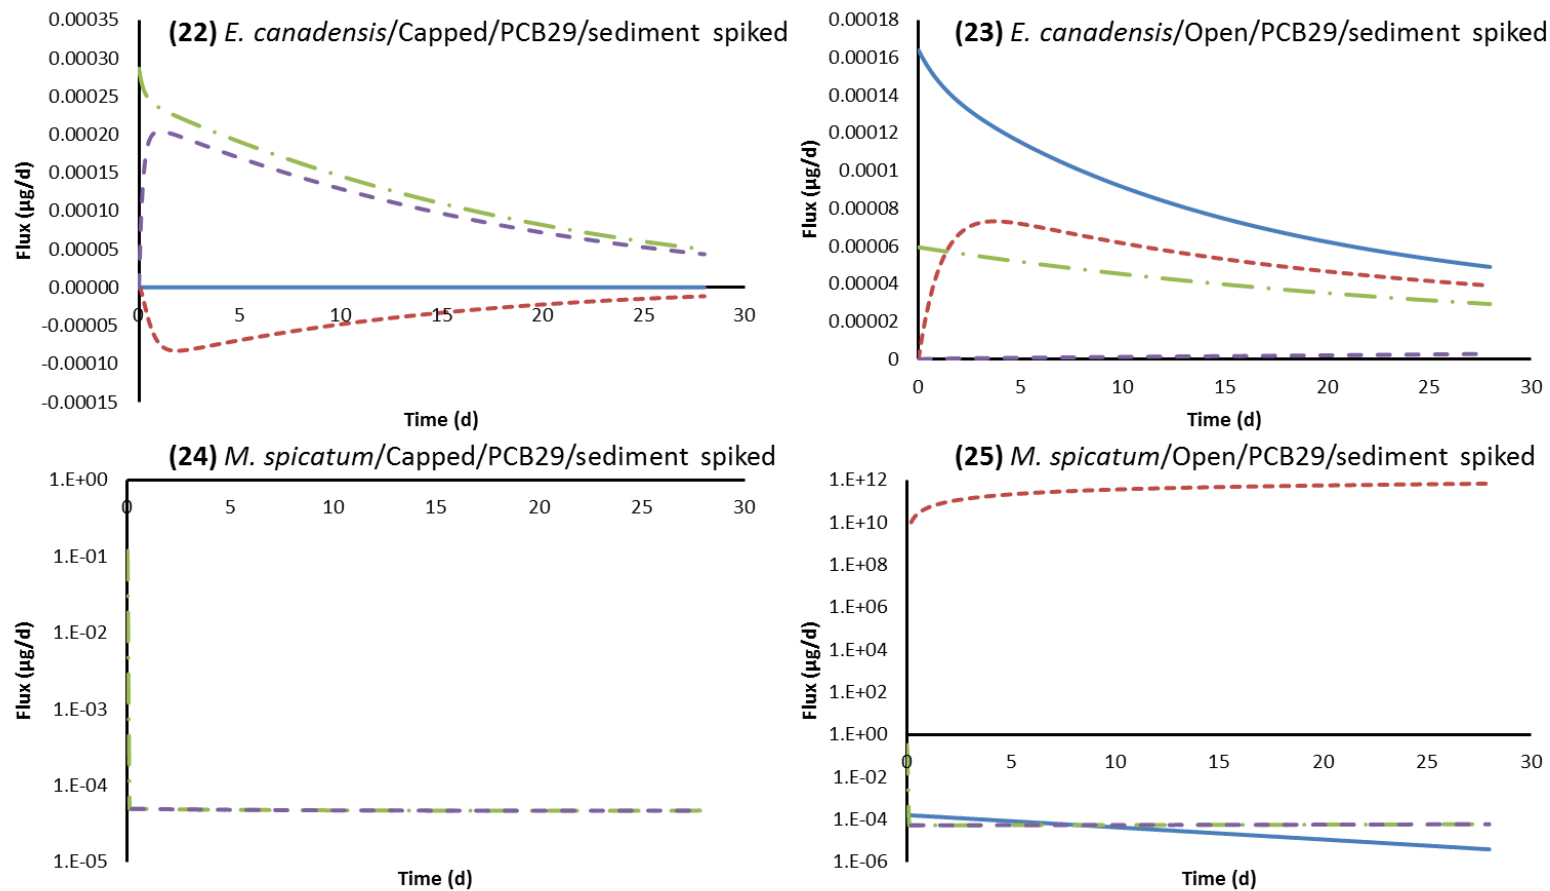 (22) E. canadensis/Capped/PCB29/sediment spiked
0.00035
0.00030
0.00025
0.00020
0.00015
0.00010
0.00005
0.00000
-0.00005
-0.00010
-0.00015
Flux (µg/d)
0 5 10 15 20 25 30
Time (d)
(23) E. canadensis/Open/PCB29/sediment spiked
0.00018
0.00016
0.00014
0.00012
0.0001
0.00008
0.00006
0.00004
0.00002
0
Flux (µg/d)
0 5 10 15 20 25 30
Time (d)
(24) M. spicatum/Capped/PCB29/sediment spiked
1.E+00
1.E-01
1.E-02
1.E-03
1.E-04
1.E-05
Flux (µg/d)
0 5 10 15 20 25 30
Time (d)
(25) M. spicatum/Open/PCB29/sediment spiked
1.E+12
1.E+10
1.E+08
1.E+06
1.E+04
1.E+02
1.E+00
1.E-02
1.E-04
1.E-06
Flux (µg/d)
0 5 10 15 20 25 30
Time (d)